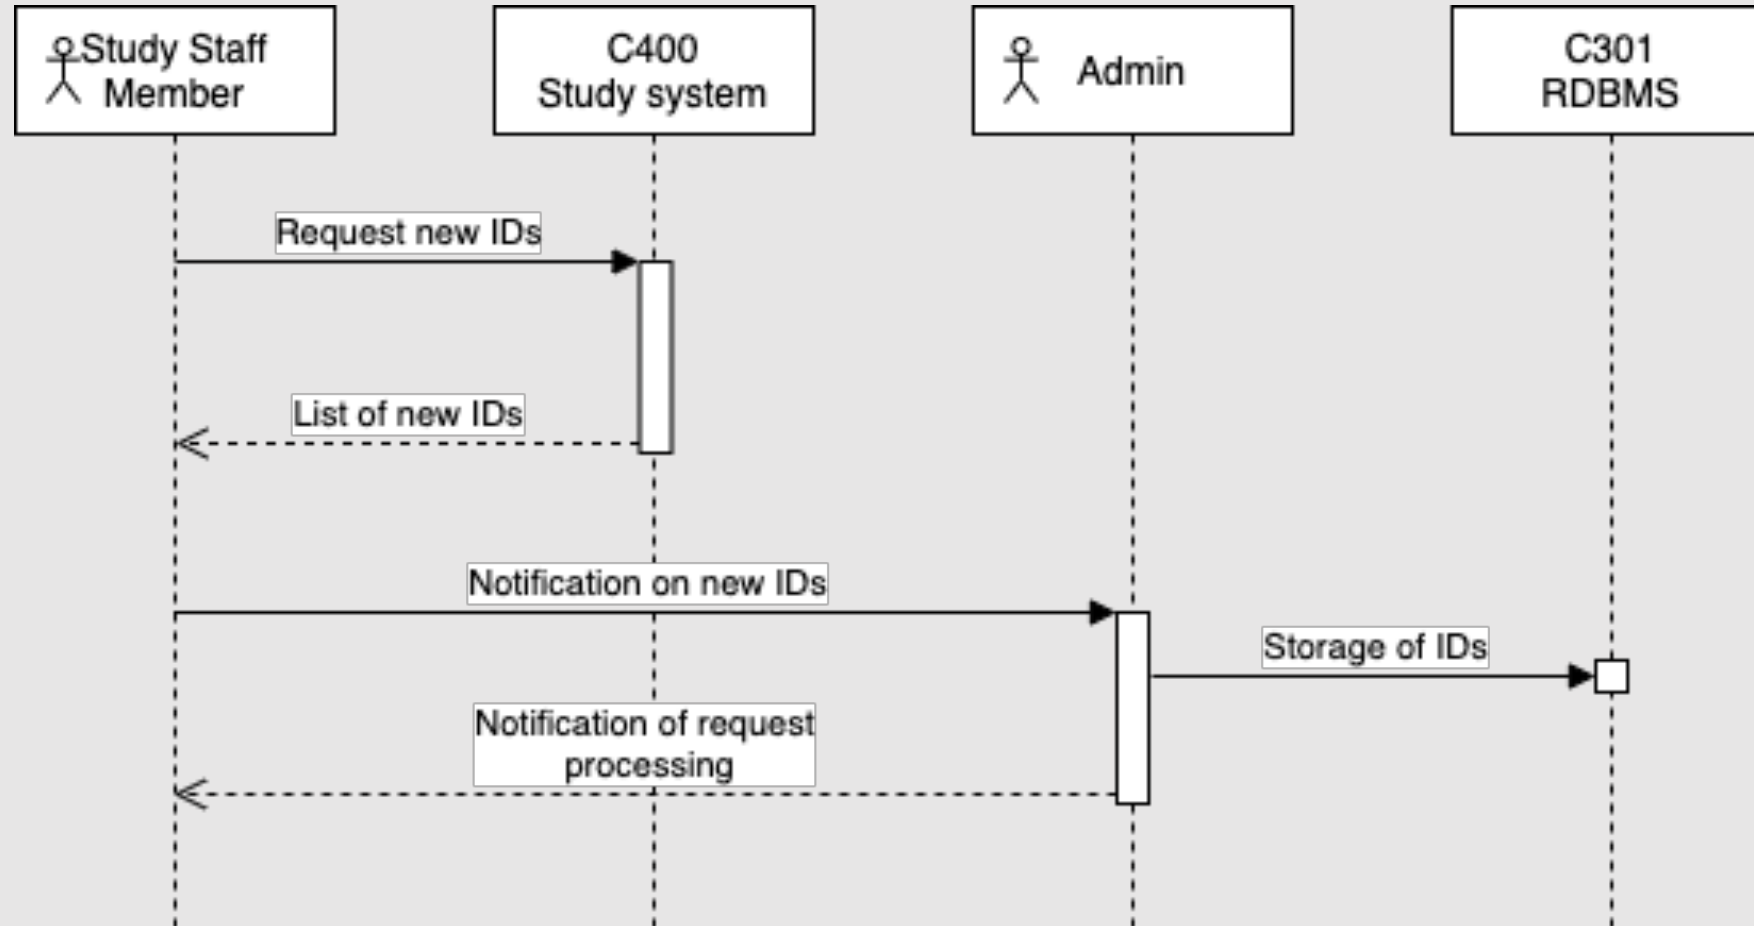 Study Staff
Member
C400
Study system
Admin
C301
RDBMS
Request new IDs
List of new IDs
Notification on new IDs
Storage of IDs
Notification of request
processing